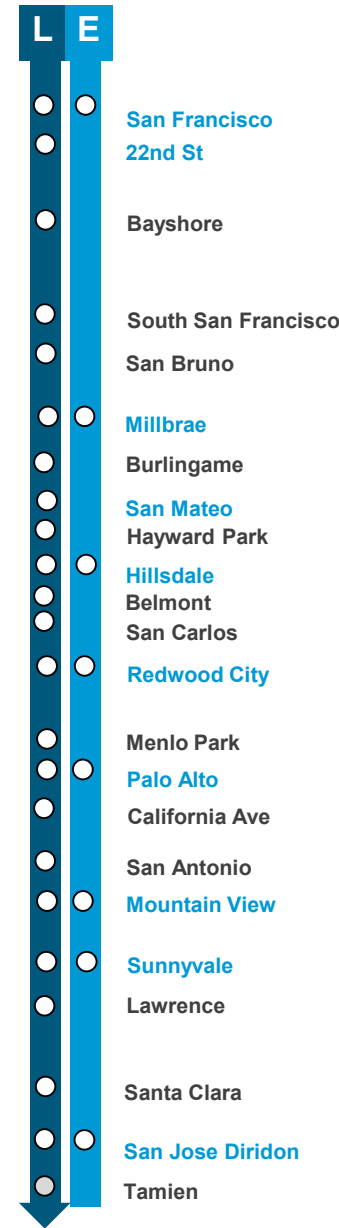 L E
San Francisco
22nd St
Bayshore
South San Francisco
San Bruno
Millbrae
Burlingame
San Mateo
Hayward Park
Hillsdale
Belmont
San Carlos
Redwood City
Menlo Park
Palo Alto
California Ave
San Antonio
Mountain View
Sunnyvale
Lawrence
Santa Clara
San Jose Diridon
Tamien